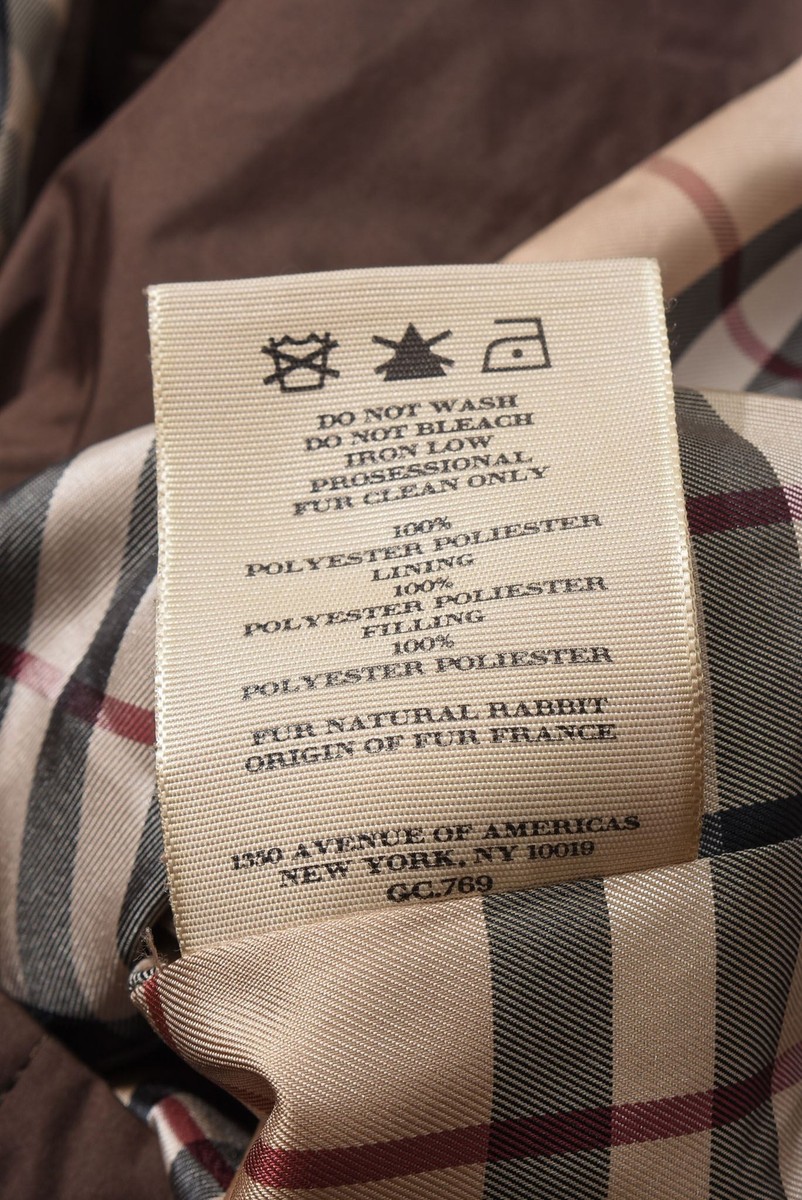 DO NOT WASH
DO NOT BLEACH
IRON LOW
PROSESSIONAL
FUR CLEAN ONLY
100%
POLYESTER POLIESTER
LINING
100%
POLYESTER POLIESTER
FILLING
100%
POLYESTER POLIESTER
FUR NATURAL RABBIT
ORIGIN OF FUR FRANCE
1350 AVENUE OF AMERICAS
NEW YORK, NY 10019
GC.769